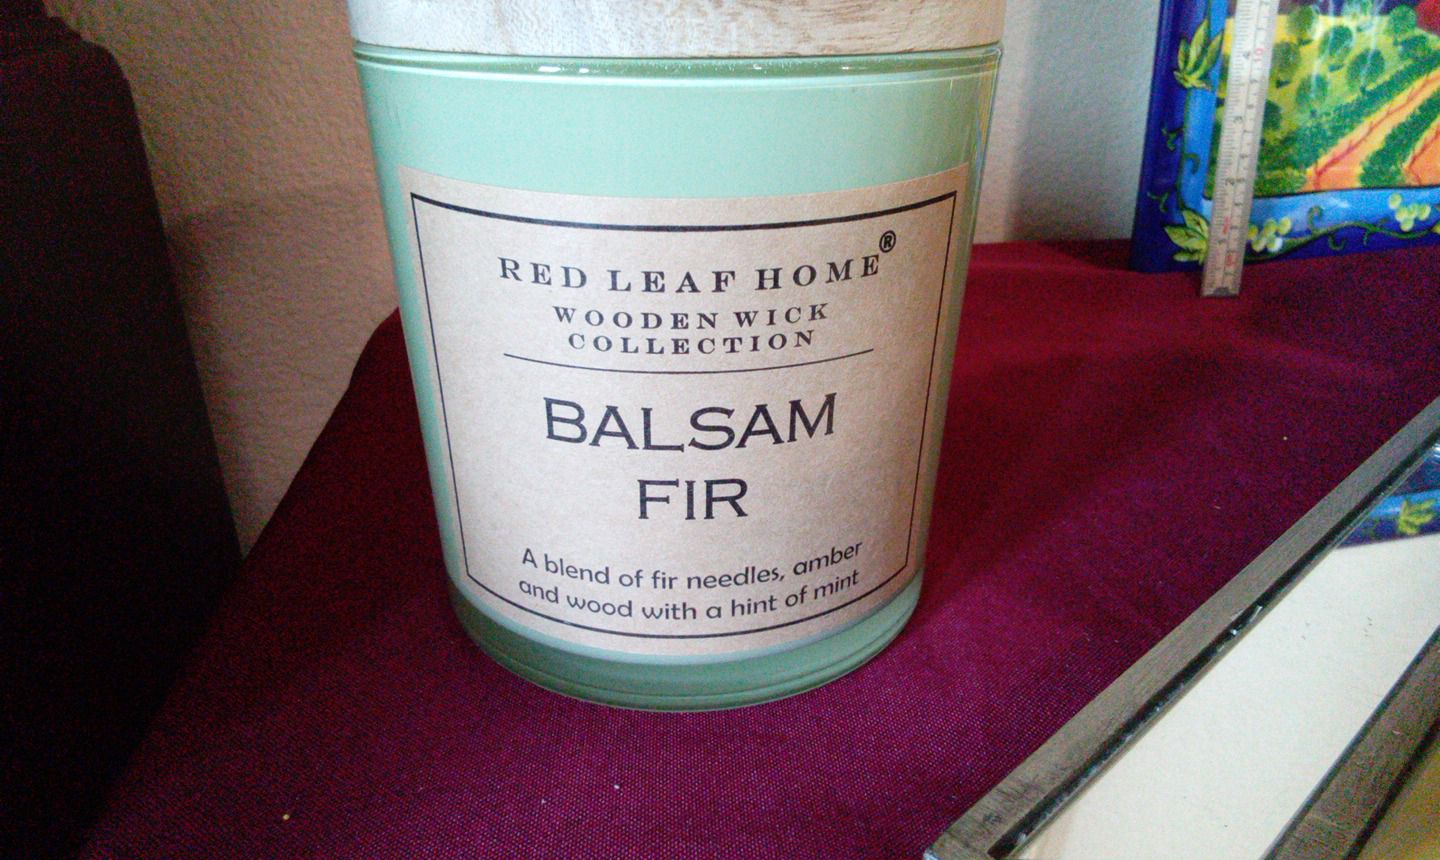 RED LEAF HOME®
WOODEN WICK
COLLECTION
BALSAM
FIR
A blend of fir needles, amber
and wood with a hint of mint